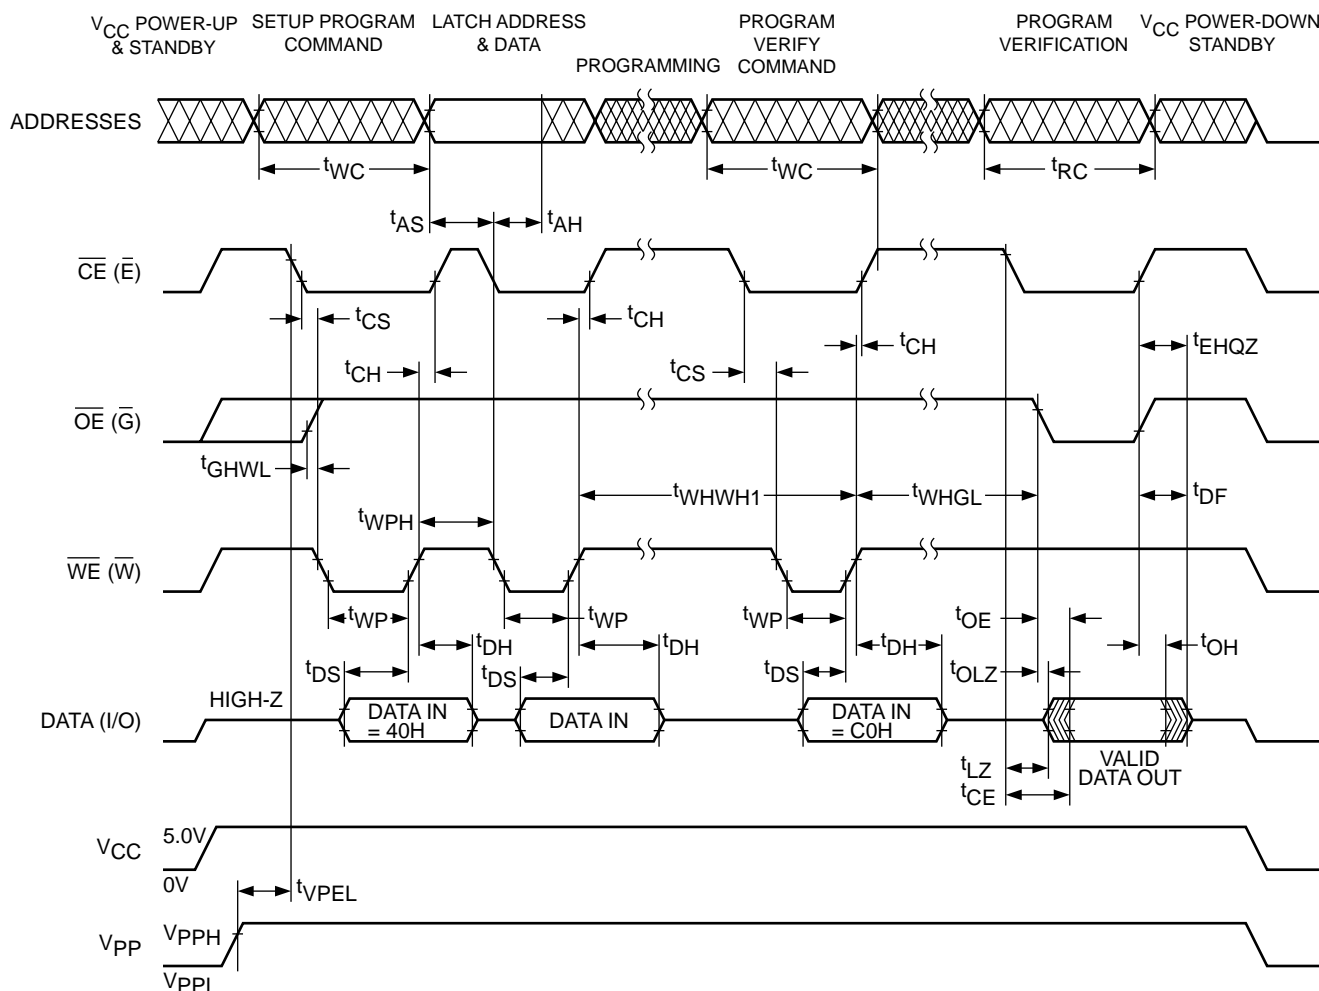 VCC POWER-UP & STANDBY
SETUP PROGRAM COMMAND
LATCH ADDRESS & DATA
PROGRAMMING
PROGRAM VERIFY COMMAND
PROGRAM VERIFICATION
VCC POWER-DOWN STANDBY
ADDRESSES
tWC
tWC
tRC
tAS
tAH
CE (E)
tCS
tCH
tCH
tCS
tCH
tEHQZ
OE (G)
tGHWL
tWPH
tWHWH1
tWHGL
tDF
WE (W)
tWP
tWP
tWP
tOE
tDH
tDH
tDH
tOH
tDS
tDS
tDS
tOLZ
DATA (I/O)
HIGH-Z
DATA IN
= 40H
DATA IN
DATA IN
= C0H
VALID
DATA OUT
tLZ
tCE
VCC
5.0V
0V
tVPEL
VPP
VPPH
VPPL